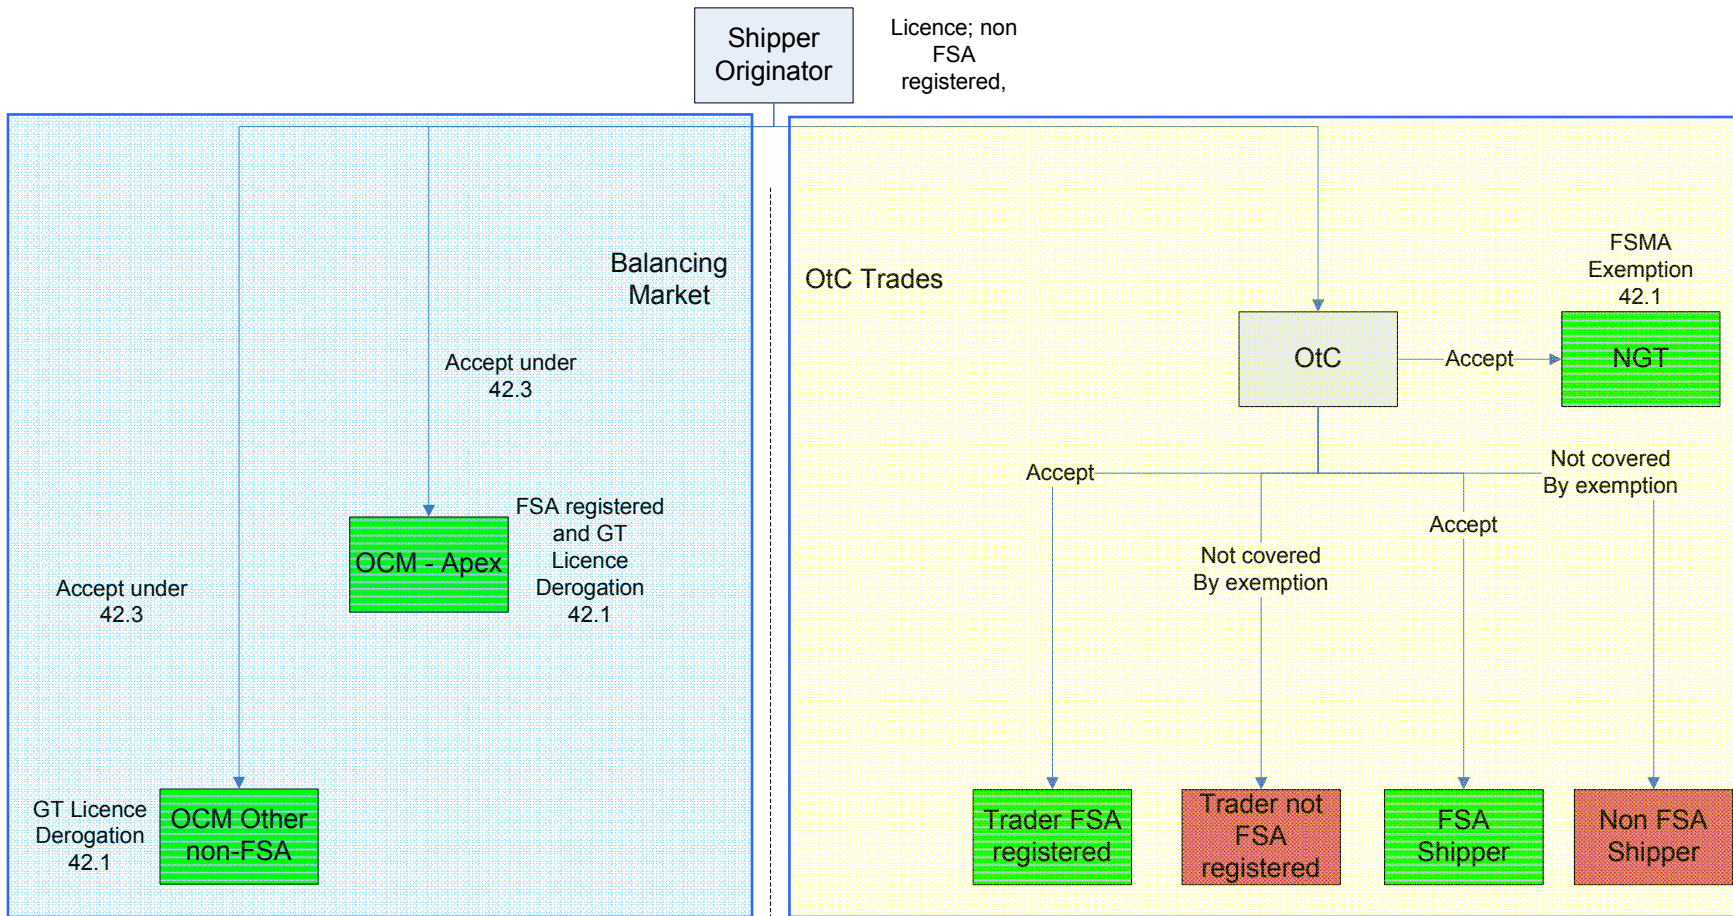 Shipper
Originator
Licence; non
FSA
registered,
Balancing
Market
OtC Trades
FSMA
Exemption
42.1
OtC
Accept
NGT
Accept under
42.3
Accept
Not covered
By exemption
FSA registered
and GT
Licence
Derogation
42.1
OCM - Apex
Accept
Not covered
By exemption
Accept under
42.3
GT Licence
Derogation
42.1
OCM Other
non-FSA
Trader FSA
registered
Trader not
FSA
registered
FSA
Shipper
Non FSA
Shipper